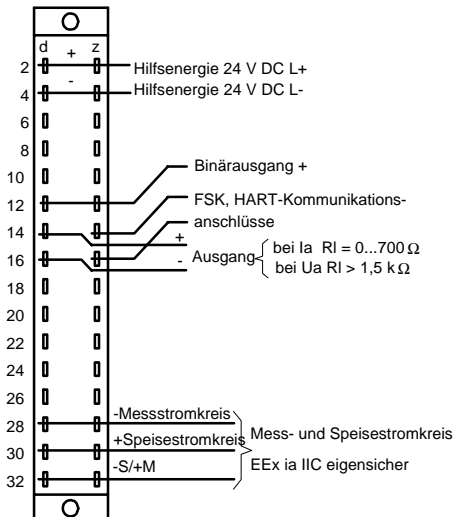 d + z
2
Hilfsenergie 24 V DC L+
-
4
Hilfsenergie 24 V DC L-
6
8
10
Binärausgang +
12
FSK, HART-Kommunikations-
anschlüsse
14
+
Ausgang
bei Ia RI = 0...700 Ω
-
bei Ua RI > 1,5 k Ω
16
18
20
22
24
26
-Messstromkreis
28
+Speisestromkreis
Mess- und Speisestromkreis
30
EEx ia IIC eigensicher
-S/+M
32